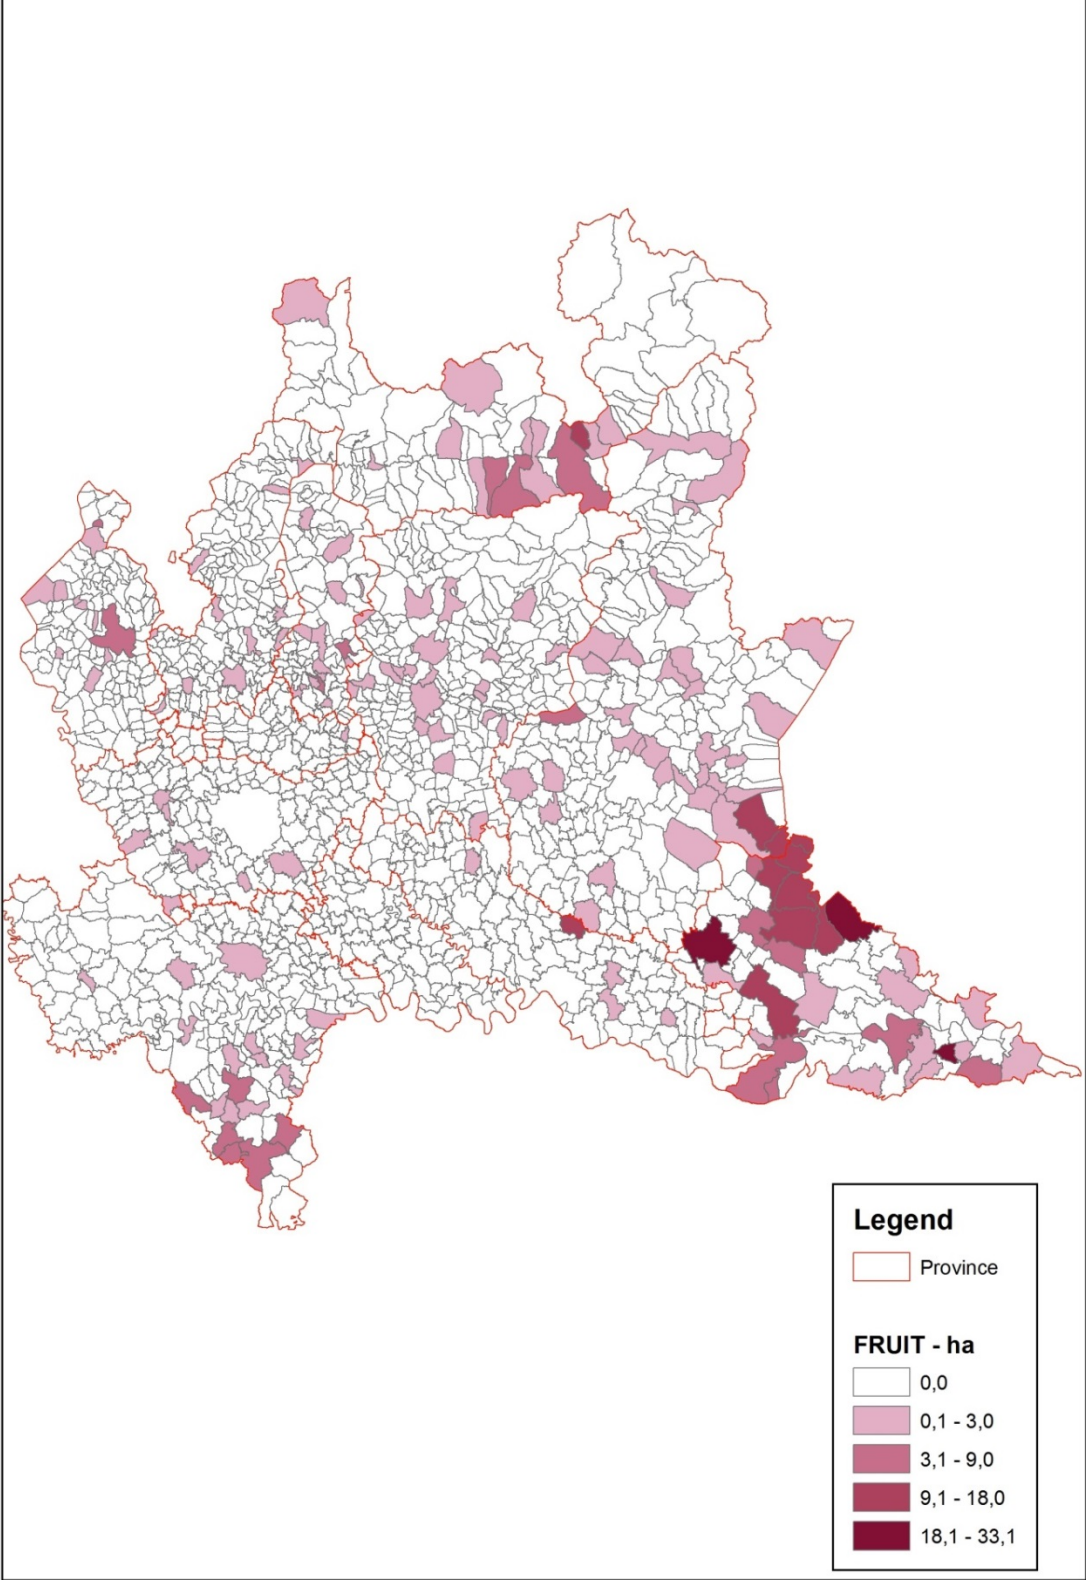 Legend
Province
FRUIT - ha
0,0
0,1 - 3,0
3,1 - 9,0
9,1 - 18,0
18,1 - 33,1